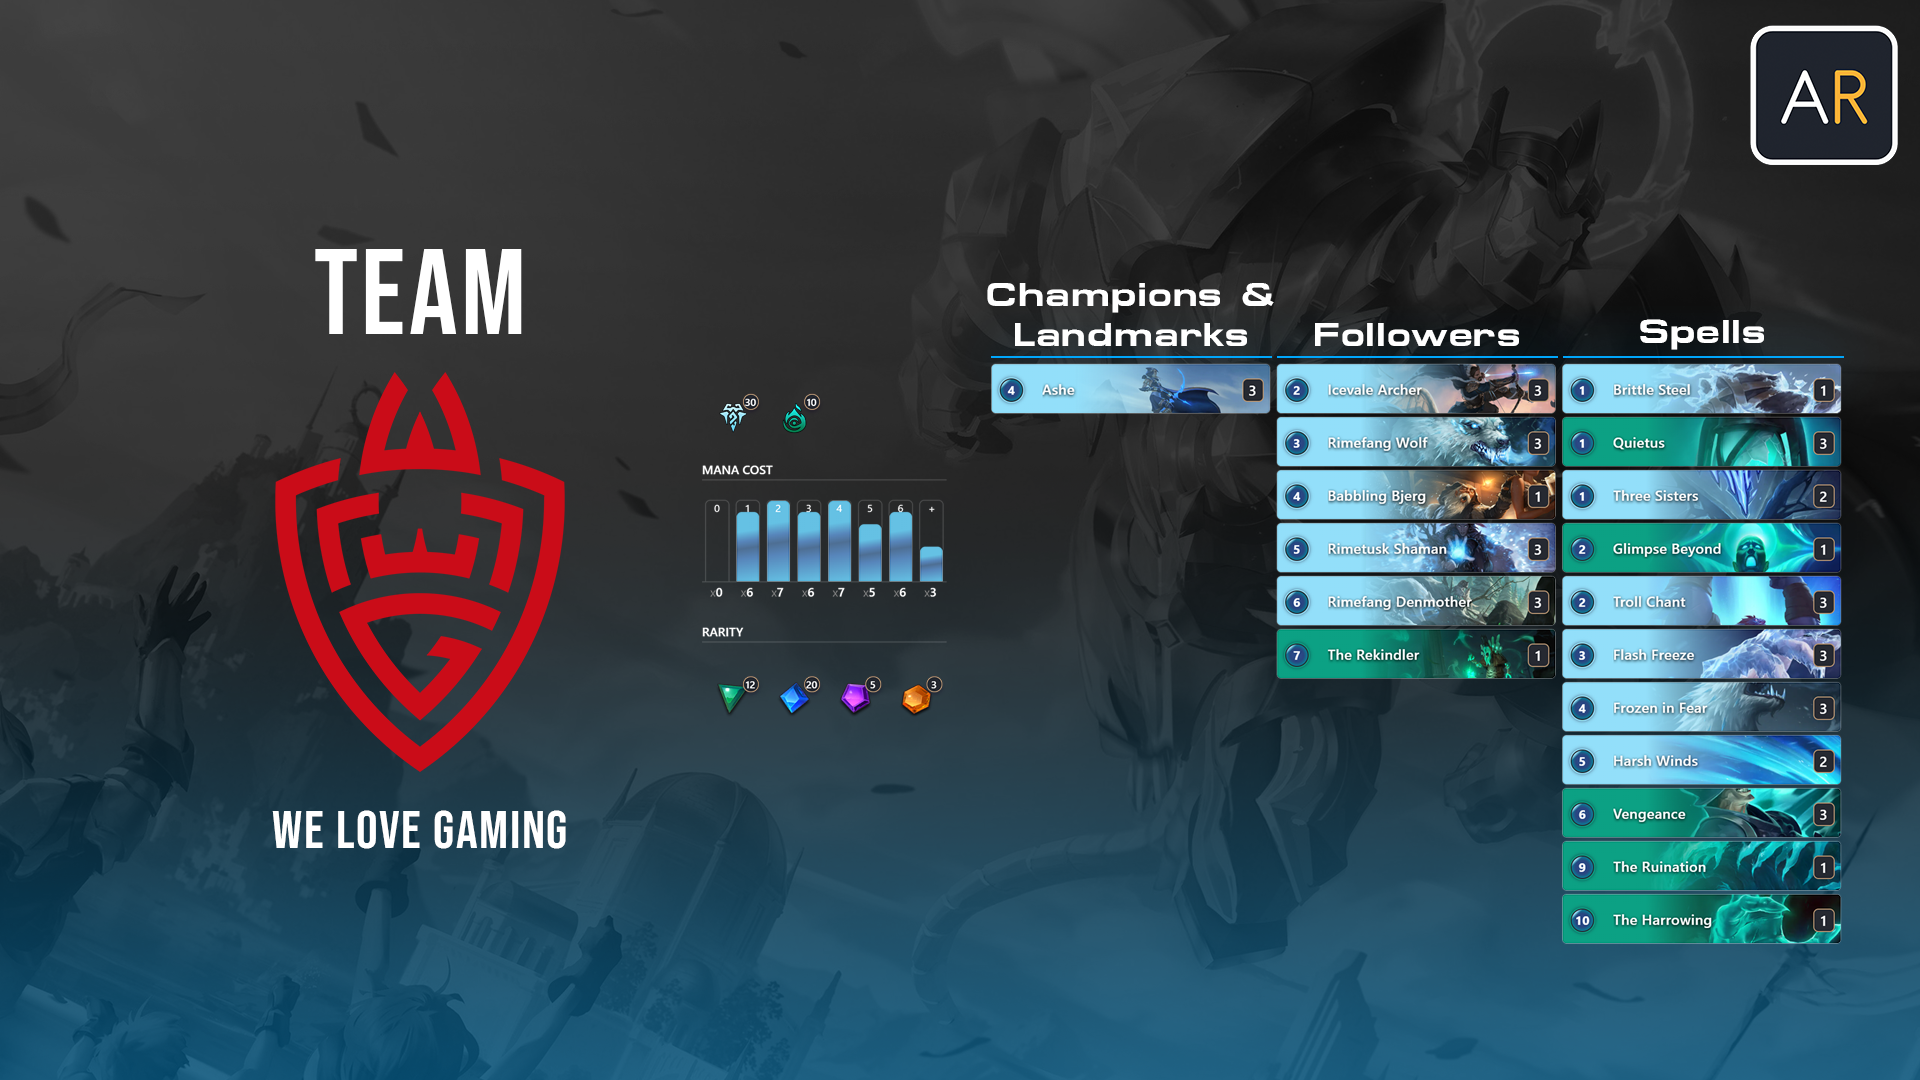 AR
TEAM
WE LOVE GAMING
30 10
MANA COST
0 1 2 3 4 5 6 +
x0 x6 x7 x6 x7 x5 x6 x3
RARITY
12 20 5 3
Champions &
Landmarks
4 Ashe 3
Followers
2 Icevale Archer 3
3 Rimefang Wolf 3
4 Babbling Bjerg 1
5 Rimetusk Shaman 3
6 Rimefang Denmother 3
7 The Rekindler 1
Spells
1 Brittle Steel 1
1 Quietus 3
1 Three Sisters 2
2 Glimpse Beyond 1
2 Troll Chant 3
3 Flash Freeze 3
4 Frozen in Fear 3
5 Harsh Winds 2
6 Vengeance 3
9 The Ruination 1
10 The Harrowing 1